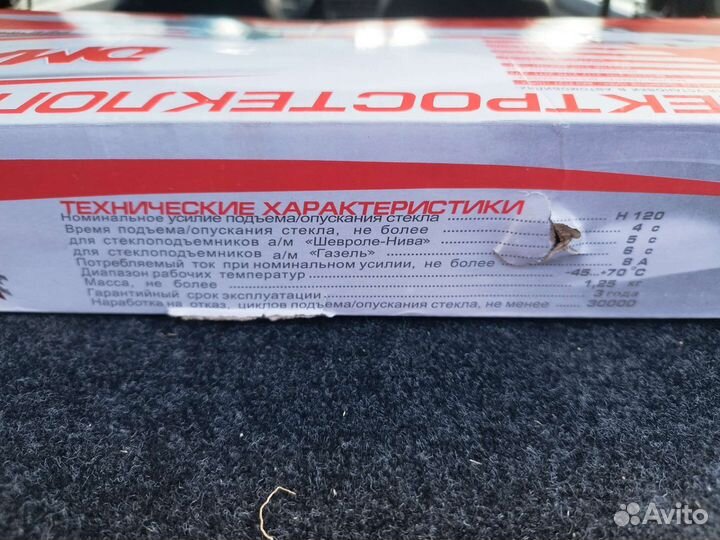 ЕКТРОСТЕКЛОПО
ТЕХНИЧЕСКИЕ ХАРАКТЕРИСТИКИ
Номинальное усилие подъема/опускания стекла Н 120
Время подъема/опускания стекла, не более 4 с
для стеклоподъемников а/м «Шевроле-Нива» 5 с
для стеклоподъемников а/м "Газель" 6 с
Потребляемый ток при номинальном усилии, не более 8 А
Диапазон рабочих температур -45...-70°C
Масса, не более 1,25 кг
Гарантийный срок эксплуатации 3 года
Наработка на отказ, циклов подъема/опускания стекла, не менее 30000
Avito